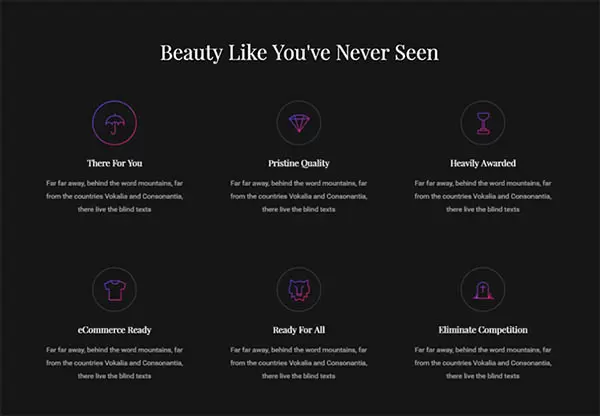 Beauty Like You've Never Seen
There For You
Far far away, behind the word mountains, far
from the countries Vokalia and Consonantia,
there live the blind texts
Pristine Quality
Far far away, behind the word mountains, far
from the countries Vokalia and Consonantia,
there live the blind texts
Heavily Awarded
Far far away, behind the word mountains, far
from the countries Vokalia and Consonantia,
there live the blind texts
eCommerce Ready
Far far away, behind the word mountains, far
from the countries Vokalia and Consonantia,
there live the blind texts
Ready For All
Far far away, behind the word mountains, far
from the countries Vokalia and Consonantia,
there live the blind texts
Eliminate Competition
Far far away, behind the word mountains, far
from the countries Vokalia and Consonantia,
there live the blind texts